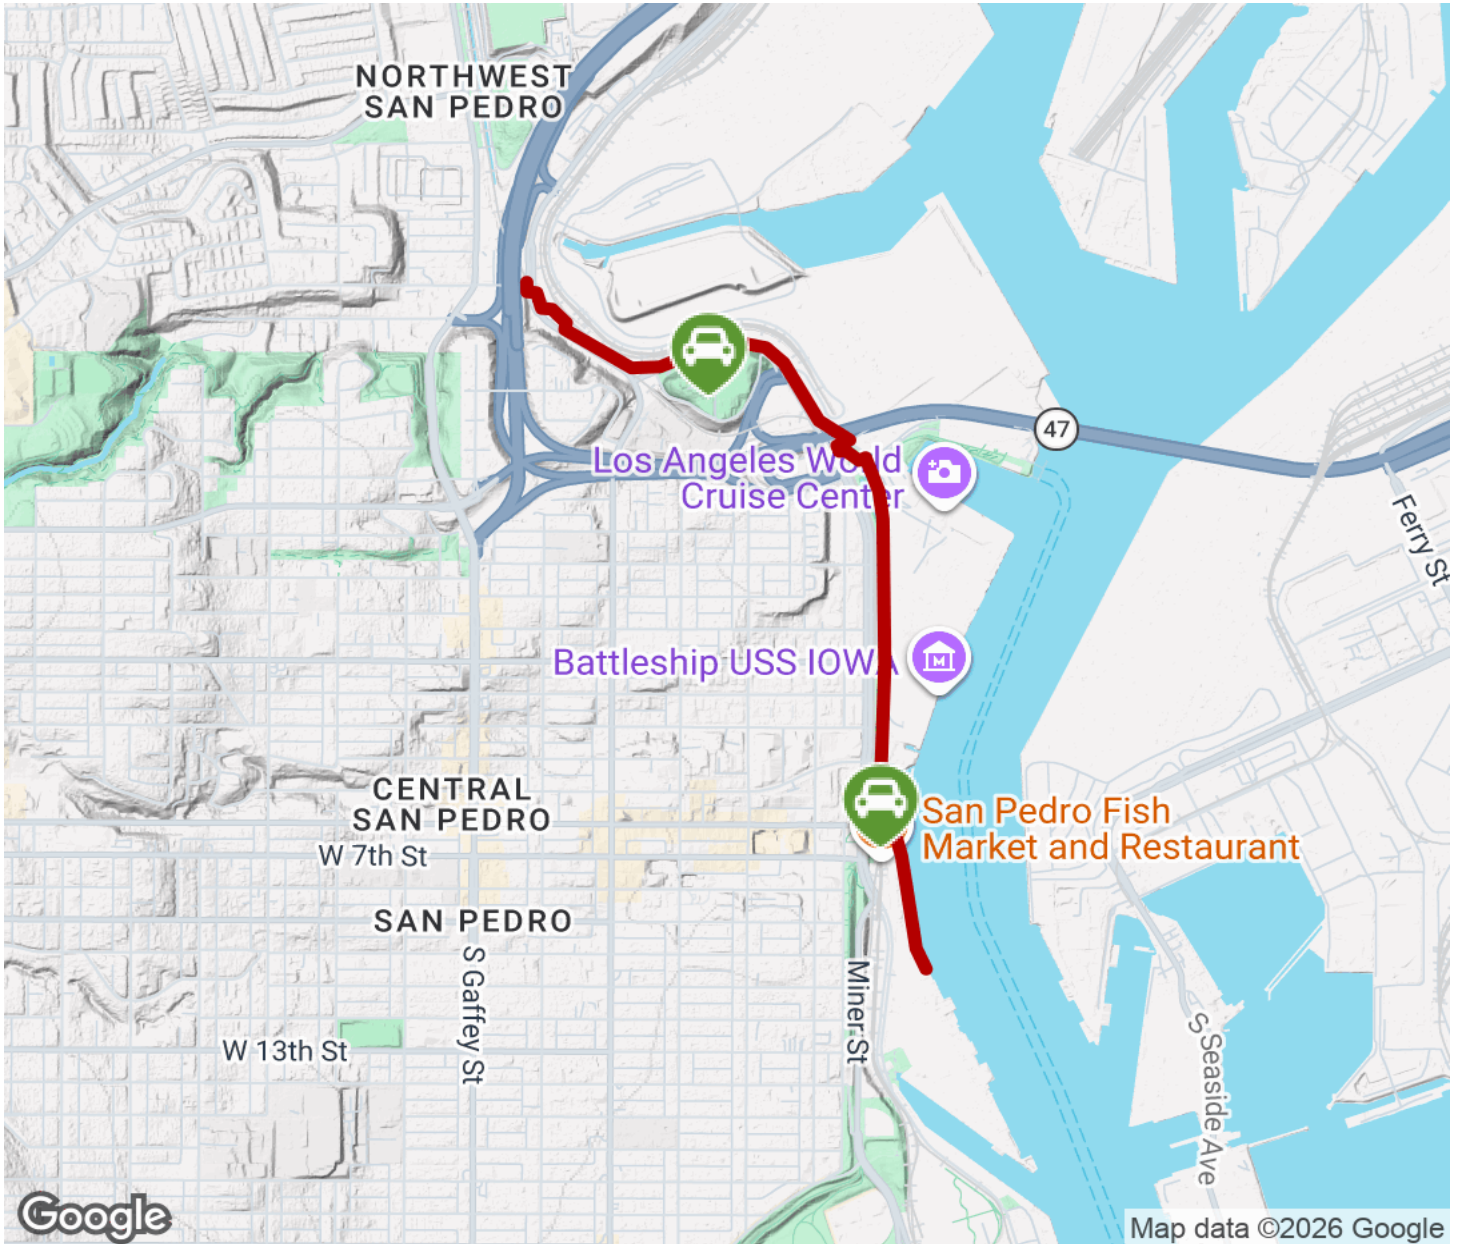 NORTHWEST
SAN PEDRO
47
Los Angeles World
Cruise Center
Ferry St
Battleship USS IOWA
CENTRAL
SAN PEDRO
San Pedro Fish
Market and Restaurant
W 7th St
SAN PEDRO
S Gaffey St
Miner St
W 13th St
S Seaside Ave
Google
Map data ©2026 Google